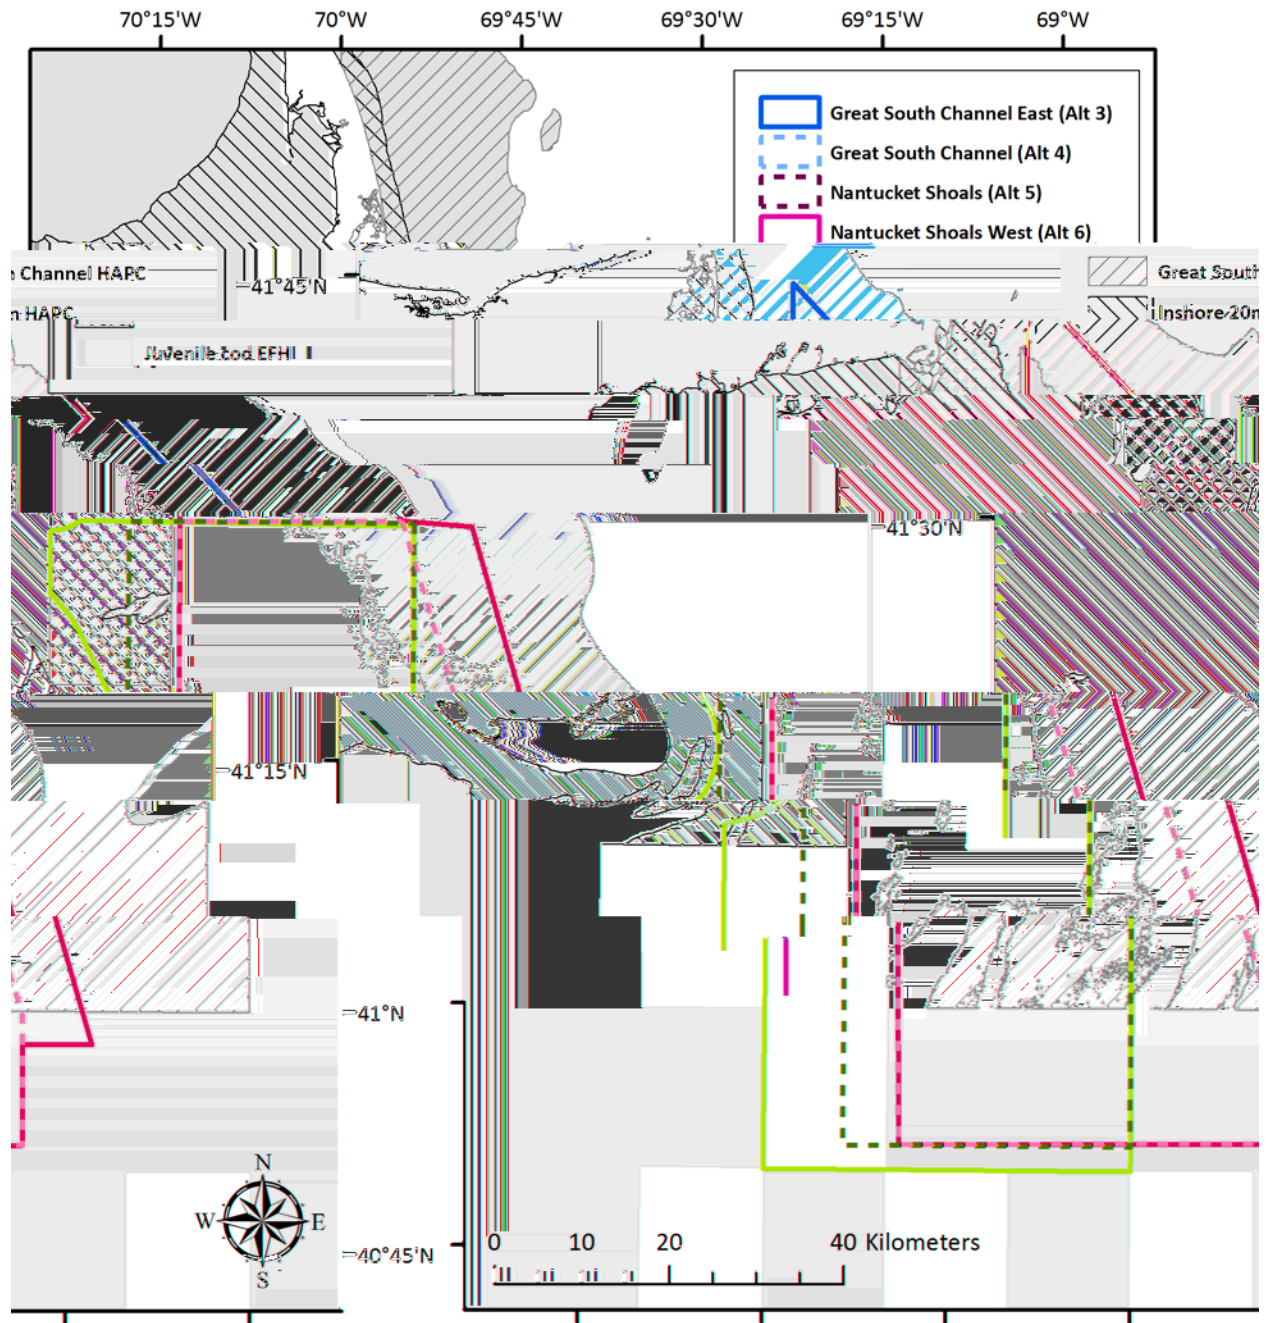 70°15'W 70°W 69°45'W 69°30'W 69°15'W 69°W
Great South Channel East (Alt 3)
Great South Channel (Alt 4)
Nantucket Shoals (Alt 5)
Nantucket Shoals West (Alt 6)
Channel HAPC
Great South
41°45'N
HAPC
Inshore 20m
Juvenile cod EFH
41°30'N
41°15'N
41°N
N
W E
S
0 10 20 40 Kilometers
40°45'N